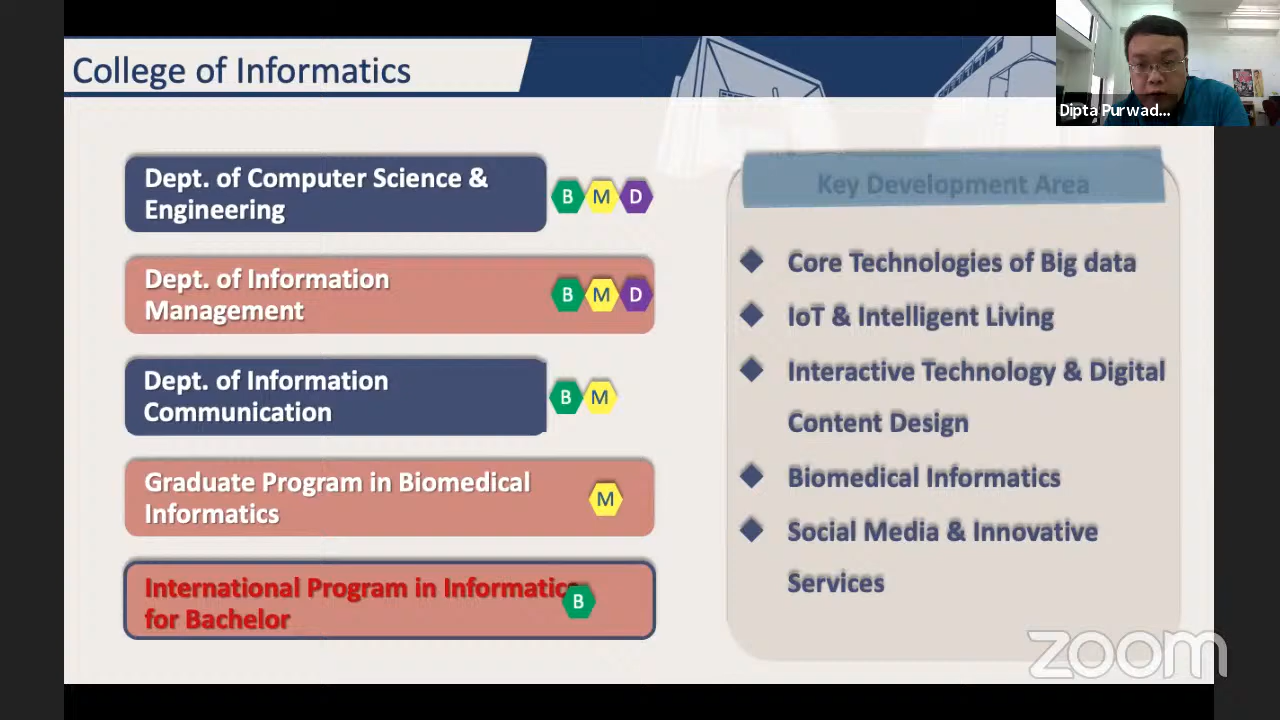 College of Informatics
Dipta Purwad...
Dept. of Computer Science &
Engineering
B M D
Dept. of Information
Management
B M D
Dept. of Information
Communication
B M
Graduate Program in Biomedical
Informatics
M
International Program in Informatics
for Bachelor
B
Key Development Area
Core Technologies of Big data
IoT & Intelligent Living
Interactive Technology & Digital
Content Design
Biomedical Informatics
Social Media & Innovative
Services
zoom